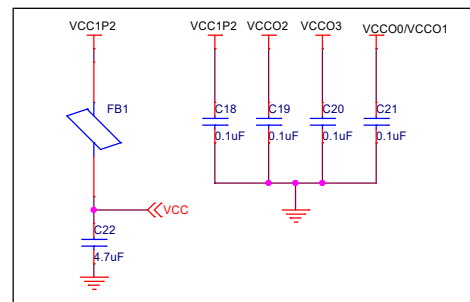 VCC1P2
VCC1P2
VCCO2
VCCO3
VCCO0/VCCO1
FB1
C18
C19
C20
C21
0.1uF
0.1uF
0.1uF
0.1uF
VCC
C22
4.7uF